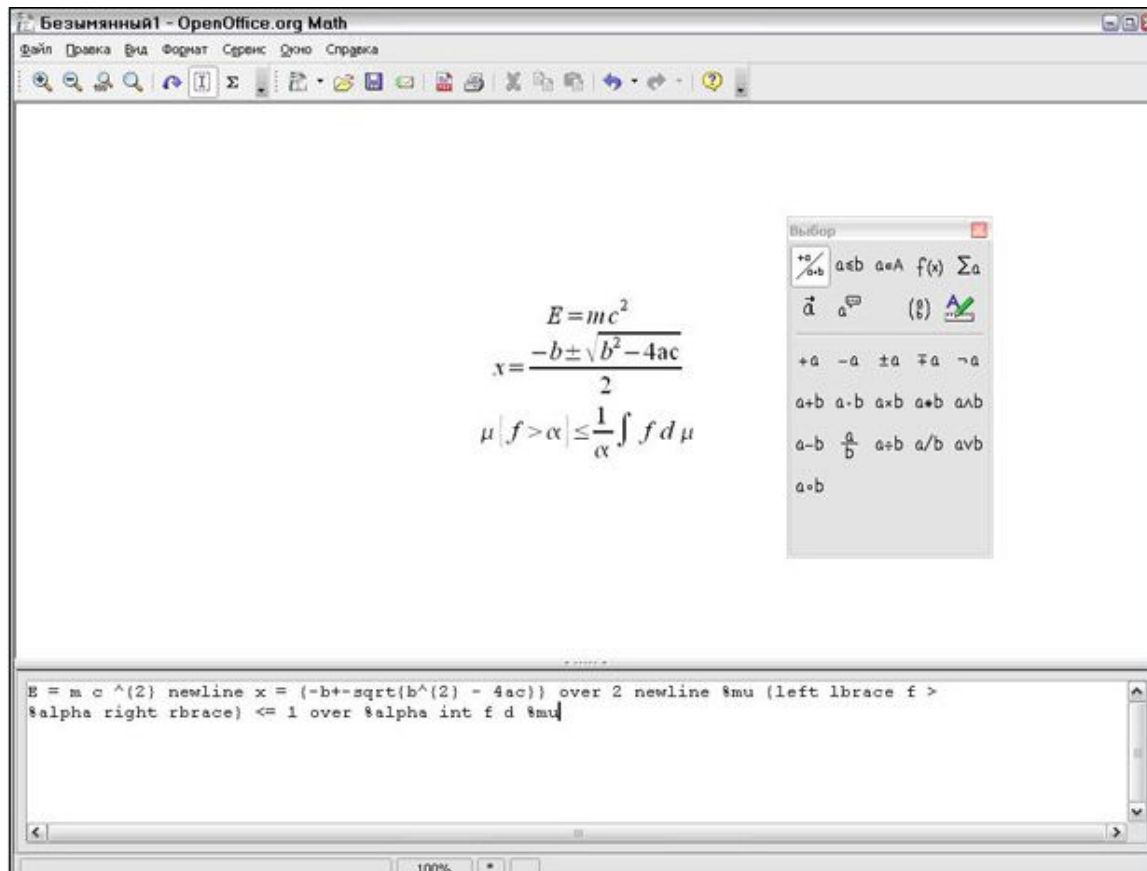 Безымянный1 - OpenOffice.org Math
Файл Правка Вид Формат Сервис Окно Справка
Выбор
+a/a+b a≤b a∈A f(x) Σa
a⃗ (a b)
+a -a ±a ∓a ¬a
a+b a·b a×b a∗b a∧b
a-b a/b a÷b a/b a∨b
a∘b
E=mc²
x=(-b±√(b²-4ac))/2
μ{f>α}≤1/α∫ f d μ
E = m c ^{2} newline x = {-b+-sqrt{b^{2} - 4ac}} over 2 newline %mu {left lbrace f >
%alpha right rbrace} <= 1 over %alpha int f d %mu
100% *